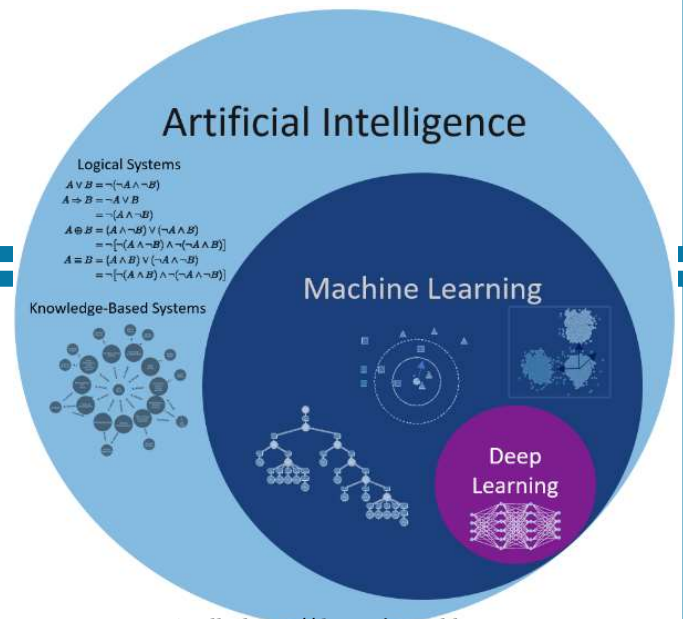 Artificial Intelligence
Logical Systems
A ∨ B = ¬(¬A ∧ ¬B)
A ⇒ B = ¬A ∨ B
= ¬(A ∧ ¬B)
A ⊕ B = (A ∧ ¬B) ∨ (¬A ∧ B)
= ¬[¬(A ∧ ¬B) ∧ ¬(¬A ∧ B)]
A ≡ B = (A ∧ B) ∨ (¬A ∧ ¬B)
= ¬[¬(A ∧ B) ∧ ¬(¬A ∧ ¬B)]
Knowledge-Based Systems
Machine Learning
Deep
Learning